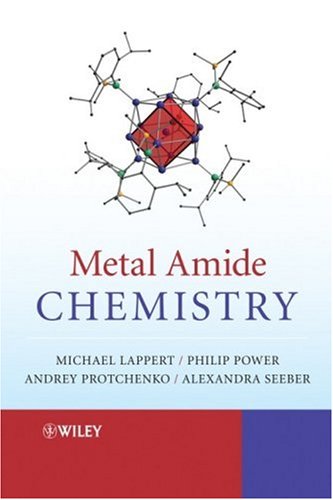 Metal Amide
CHEMISTRY
MICHAEL LAPPERT / PHILIP POWER
ANDREY PROTCHENKO / ALEXANDRA SEEBER
WILEY